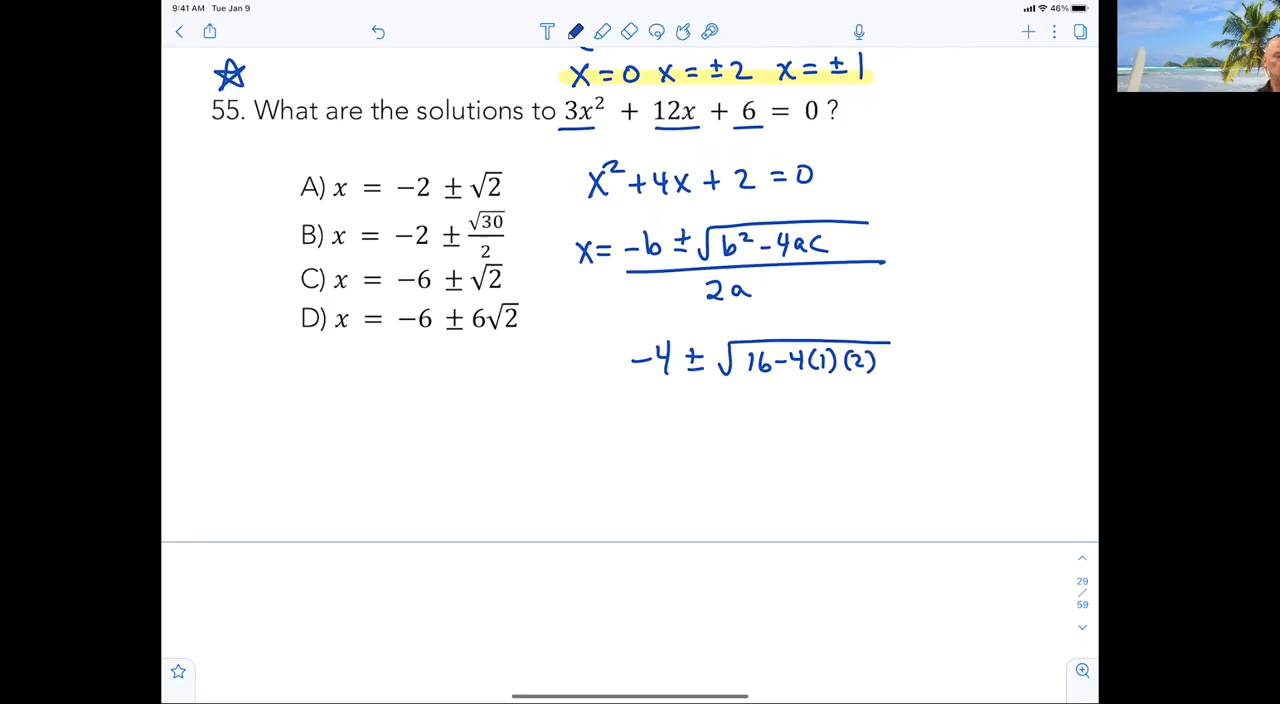 9:41 AM Tue Jan 9
46%
x = 0 x = ±2 x = ±1
55. What are the solutions to 3x² + 12x + 6 = 0 ?
A) x = −2 ± √2
B) x = −2 ± √30/2
C) x = −6 ± √2
D) x = −6 ± 6√2
x² + 4x + 2 = 0
x = -b ± √b² - 4ac
2a
-4 ± √16 - 4(1)(2)
29
/
59